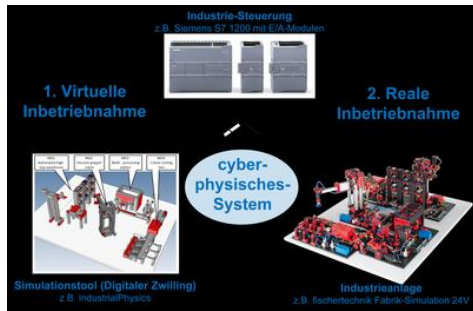 Industrie-Steuerung
z.B. Siemens S7 1200 mit E/A-Modulen
1. Virtuelle
Inbetriebnahme
2. Reale
Inbetriebnahme
cyber-
physisches-
System
Simulationstool (Digitaler Zwilling)
z.B industrialPhysics
Industrieanlage
z.B. fischertechnik Fabrik-Simulation 24V